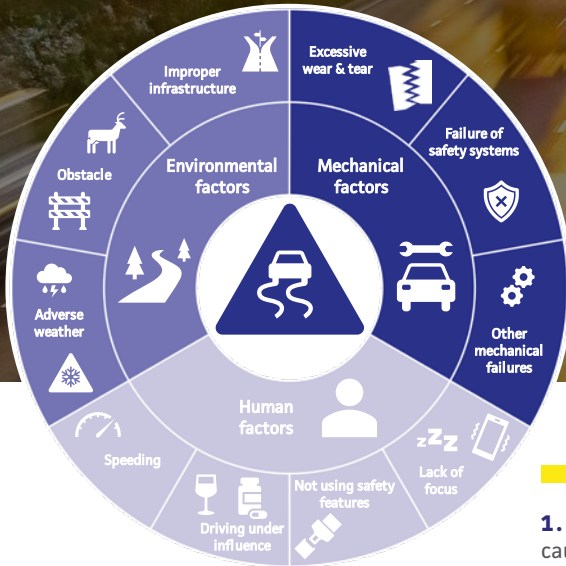 Improper
infrastructure
Excessive
wear & tear
Failure of
safety systems
Obstacle
Environmental
factors
Mechanical
factors
Adverse
weather
Other
mechanical
failures
Human
factors
Speeding
zzZ
Lack of
focus
Not using safety
features
Driving under
influence
1.